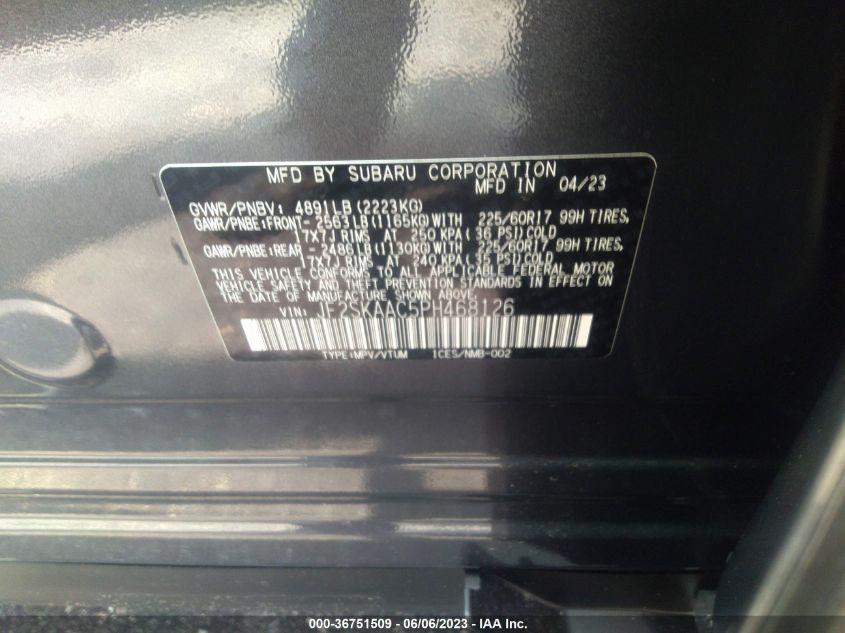 MFD BY SUBARU CORPORATION
MFD IN 04/23
GVWR/PNBV: 4891LB(2223KG)
GAWR/PNBE:FRONT- 2563LB(1165KG)WITH 225/60R17 99H TIRES,
17X7J RIMS AT 250 KPA(36 PSI)COLD
GAWR/PNBE:REAR - 2486LB(1130KG)WITH 225/60R17 99H TIRES,
17X7J RIMS AT 240 KPA(35 PSI)COLD
THIS VEHICLE CONFORMS TO ALL APPLICABLE FEDERAL MOTOR
VEHICLE SAFETY AND THEFT PREVENTION STANDARDS IN EFFECT ON
THE DATE OF MANUFACTURE SHOWN ABOVE.
VIN: JF2SKAAC5PH468126
TYPE:MPV/VTUM ICES/NMB-002
000-36751509 - 06/06/2023 - IAA Inc.